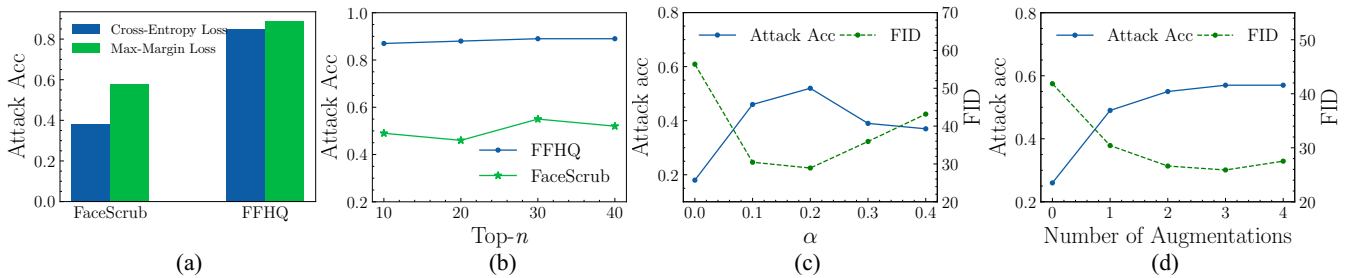 Attack Acc
0.8
0.6
0.4
0.2
0.0
Cross-Entropy Loss
Max-Margin Loss
FaceScrub
FFHQ
(a)
Attack Acc
1.0
0.8
0.6
0.4
0.2
FFHQ
FaceScrub
10
20
30
40
Top-n
(b)
Attack acc
0.8
0.6
0.4
0.2
Attack Acc
FID
70
60
50
40
30
20
FID
0.0
0.1
0.2
0.3
0.4
α
(c)
Attack acc
0.8
0.6
0.4
0.2
Attack Acc
FID
50
40
30
20
FID
0
1
2
3
4
Number of Augmentations
(d)